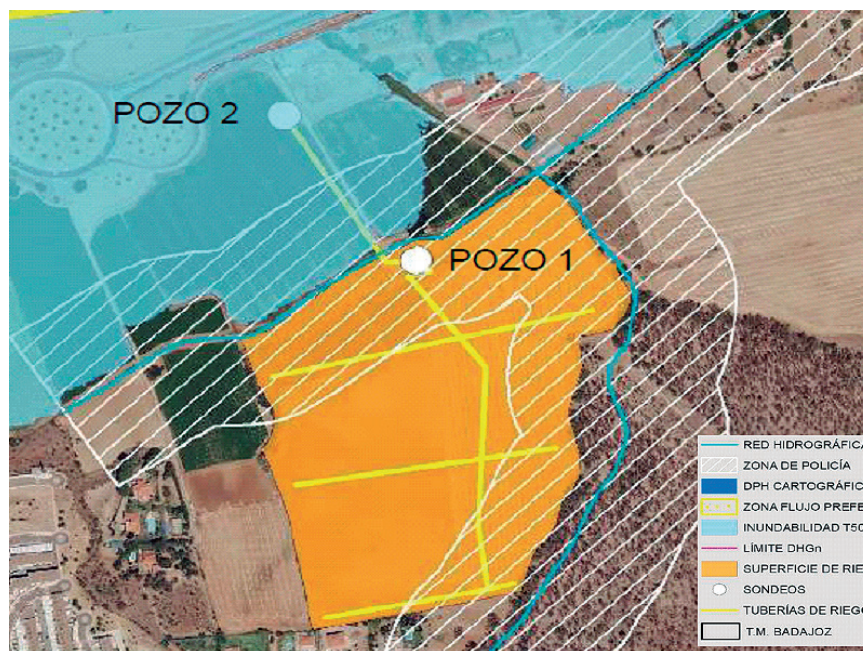 POZO 2
POZO 1
RED HIDROGRÁFICA
ZONA DE POLICÍA
DPH CARTOGRÁFIC
ZONA FLUJO PREFE
INUNDABILIDAD T50
LÍMITE DHGn
SUPERFICIE DE RIE
SONDEOS
TUBERÍAS DE RIEGO
T.M. BADAJOZ